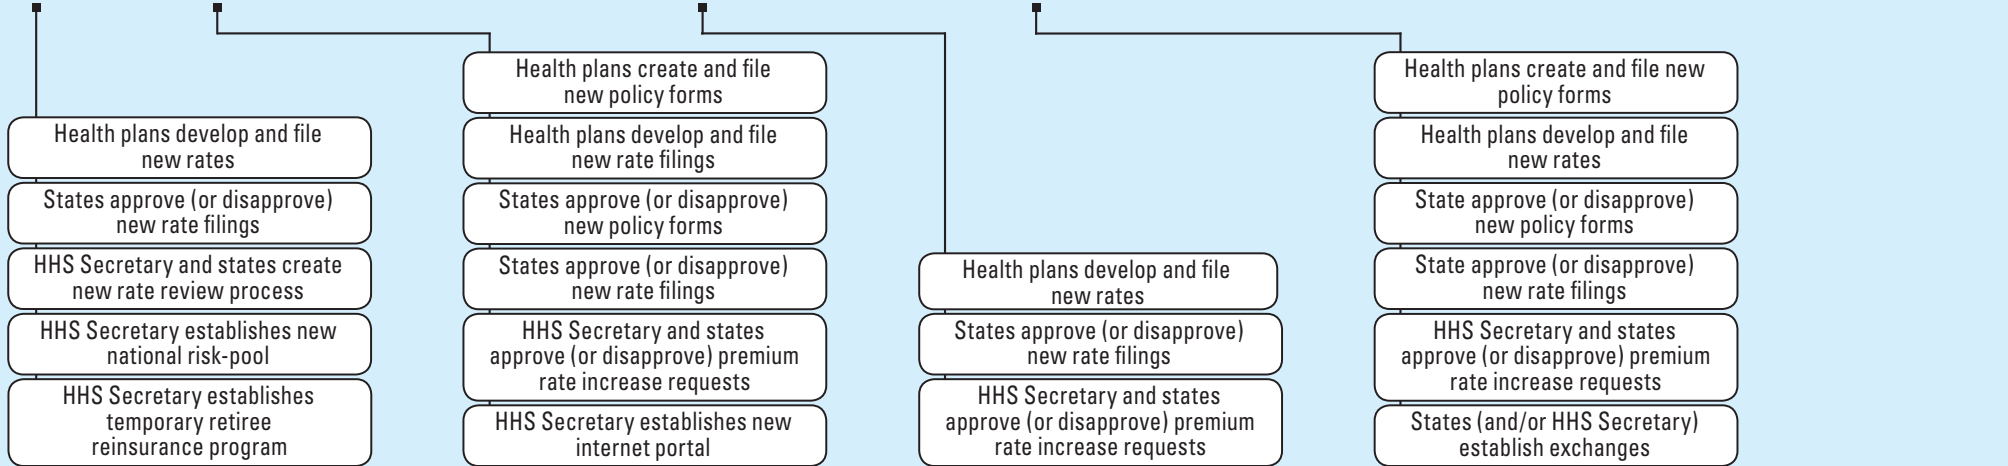 Health plans develop and file
new rates
States approve (or disapprove)
new rate filings
HHS Secretary and states create
new rate review process
HHS Secretary establishes new
national risk-pool
HHS Secretary establishes
temporary retiree
reinsurance program
Health plans create and file
new policy forms
Health plans develop and file
new rate filings
States approve (or disapprove)
new policy forms
States approve (or disapprove)
new rate filings
HHS Secretary and states
approve (or disapprove) premium
rate increase requests
HHS Secretary establishes new
internet portal
Health plans develop and file
new rates
States approve (or disapprove)
new rate filings
HHS Secretary and states
approve (or disapprove) premium
rate increase requests
Health plans create and file new
policy forms
Health plans develop and file
new rates
State approve (or disapprove)
new policy forms
State approve (or disapprove)
new rate filings
HHS Secretary and states
approve (or disapprove) premium
rate increase requests
States (and/or HHS Secretary)
establish exchanges